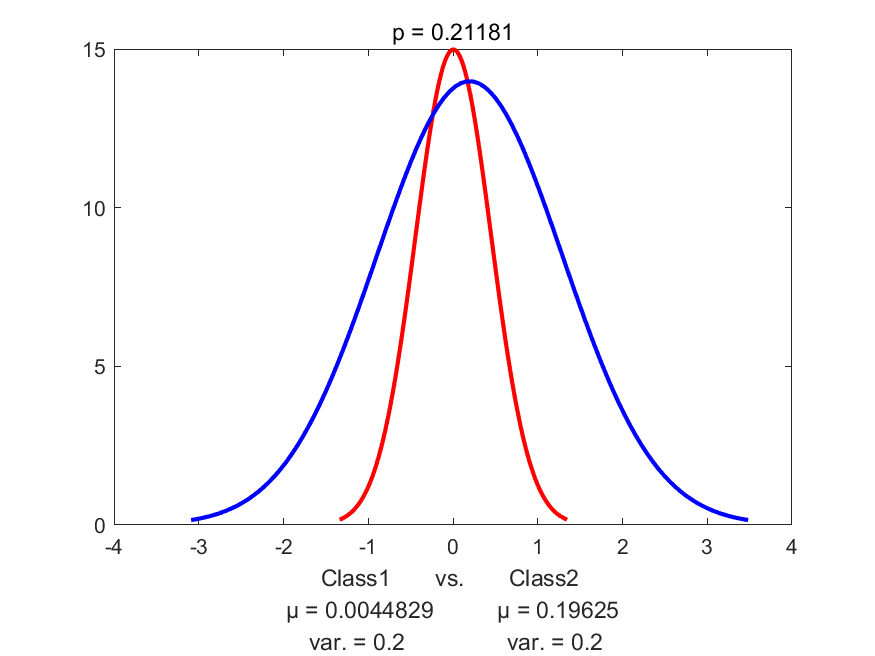 p = 0.21181
15
10
5
0
-4 -3 -2 -1 0 1 2 3 4
Class1 vs. Class2
μ = 0.0044829 μ = 0.19625
var. = 0.2 var. = 0.2